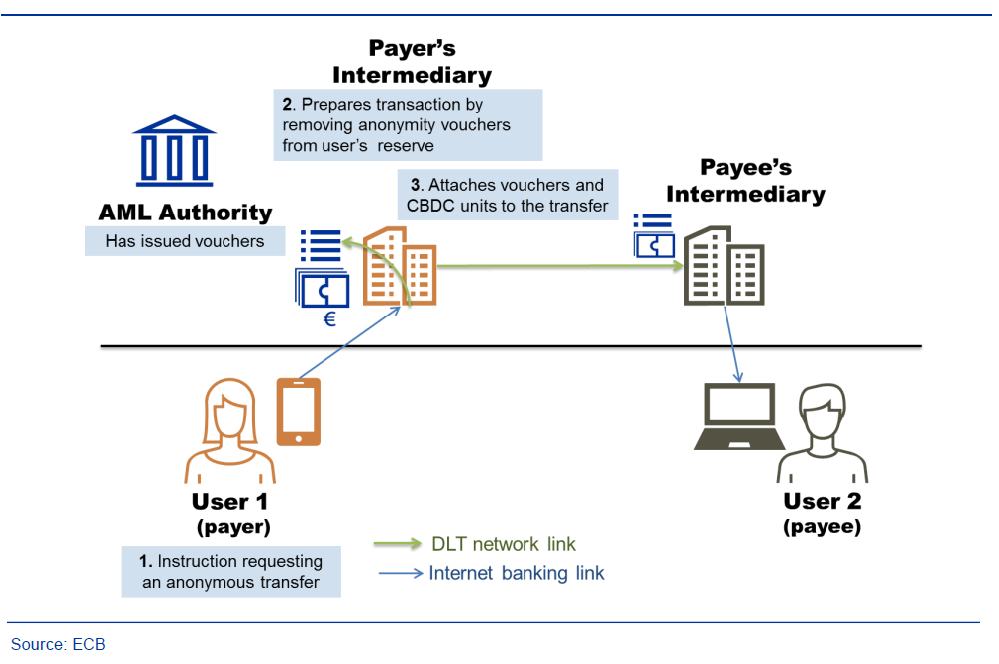 Payer's
Intermediary
2. Prepares transaction by
removing anonymity vouchers
from user's reserve
3. Attaches vouchers and
CBDC units to the transfer
Payee's
Intermediary
AML Authority
Has issued vouchers
€
User 1
(payer)
1. Instruction requesting
an anonymous transfer
User 2
(payee)
DLT network link
Internet banking link
Source: ECB